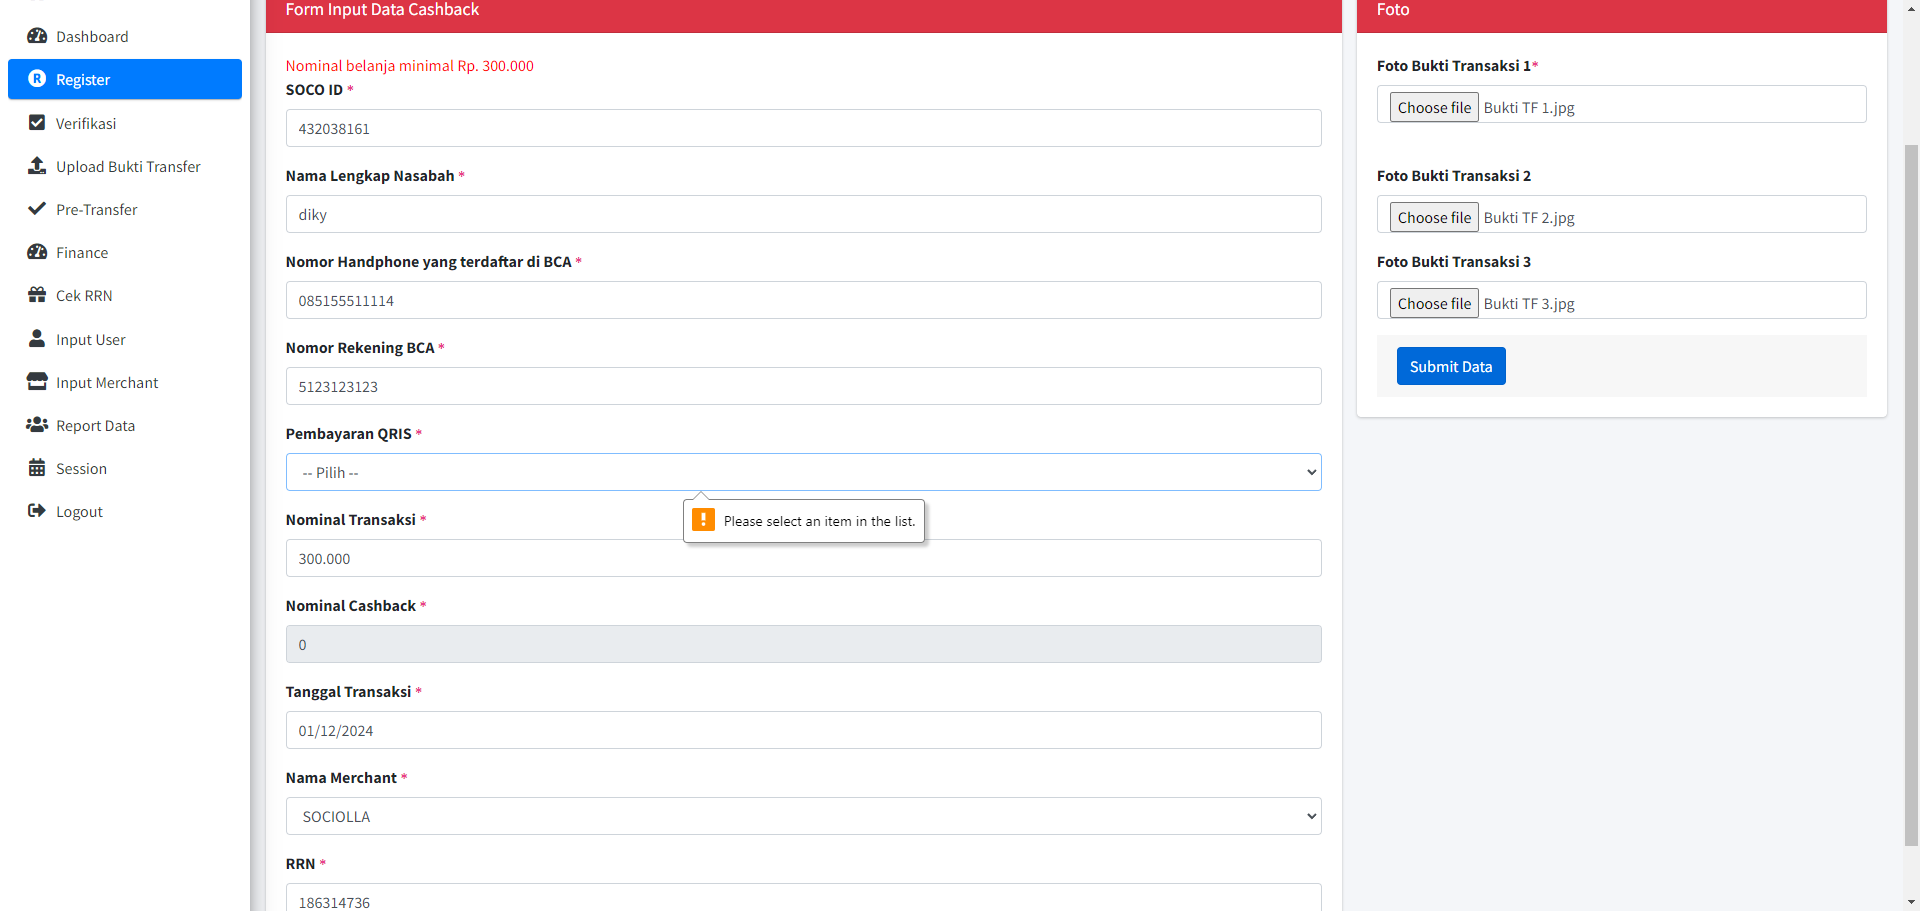 Dashboard
Register
Verifikasi
Upload Bukti Transfer
Pre-Transfer
Finance
Cek RRN
Input User
Input Merchant
Report Data
Session
Logout
Form Input Data Cashback
Nominal belanja minimal Rp. 300.000
SOCO ID *
432038161
Nama Lengkap Nasabah *
diky
Nomor Handphone yang terdaftar di BCA *
085155511114
Nomor Rekening BCA *
5123123123
Pembayaran QRIS *
-- Pilih --
Please select an item in the list.
Nominal Transaksi *
300.000
Nominal Cashback *
0
Tanggal Transaksi *
01/12/2024
Nama Merchant *
SOCIOLLA
RRN *
186314736
Foto
Foto Bukti Transaksi 1*
Choose file Bukti TF 1.jpg
Foto Bukti Transaksi 2
Choose file Bukti TF 2.jpg
Foto Bukti Transaksi 3
Choose file Bukti TF 3.jpg
Submit Data